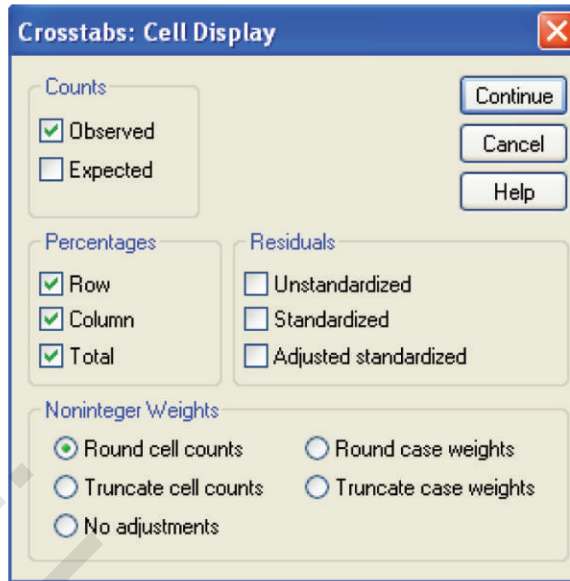 Crosstabs: Cell Display
Counts
Observed
Expected
Continue
Cancel
Help
Percentages
Row
Column
Total
Residuals
Unstandardized
Standardized
Adjusted standardized
Noninteger Weights
Round cell counts
Round case weights
Truncate cell counts
Truncate case weights
No adjustments